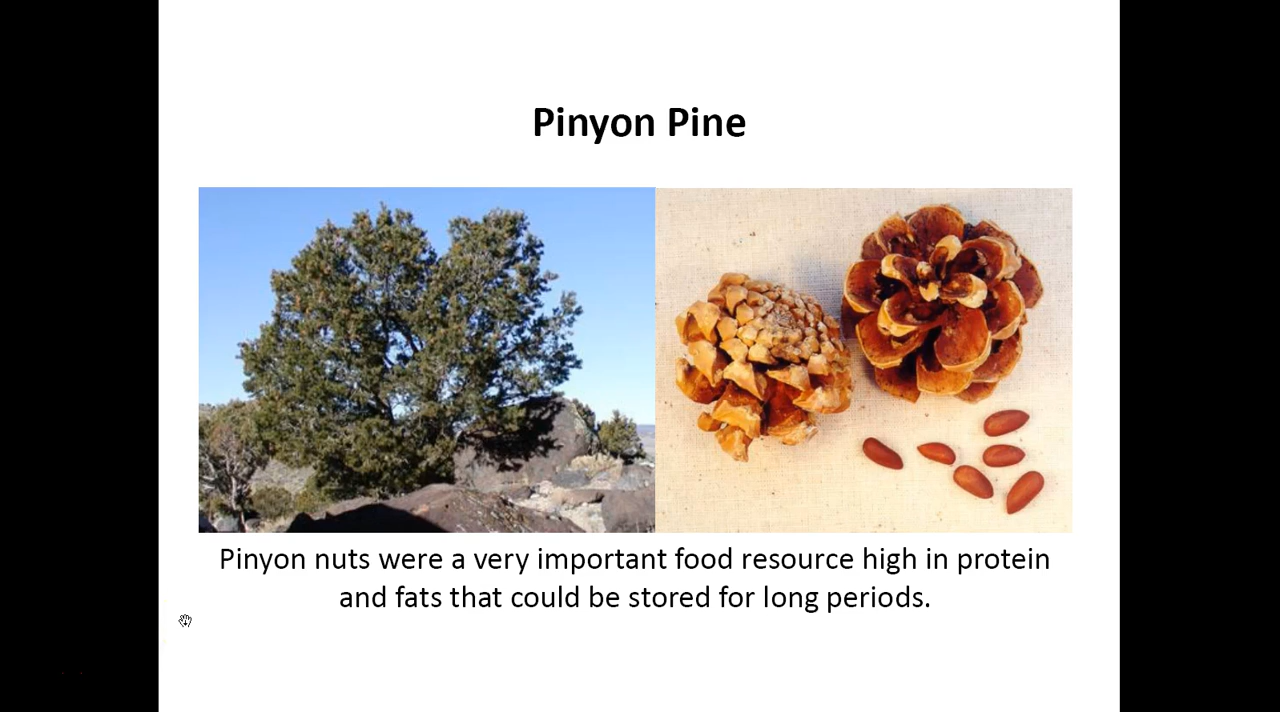 Pinyon Pine
Pinyon nuts were a very important food resource high in protein
and fats that could be stored for long periods.